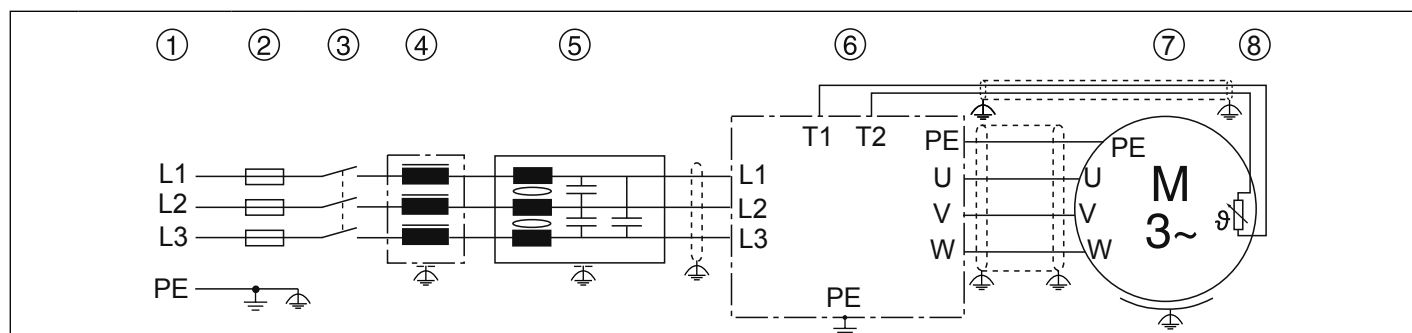 ① ② ③ ④ ⑤ ⑥ ⑦ ⑧
T1 T2
PE PE
L1 L1 U U M
L2 L2 V V 3~ ϑ
L3 L3 W W
PE PE